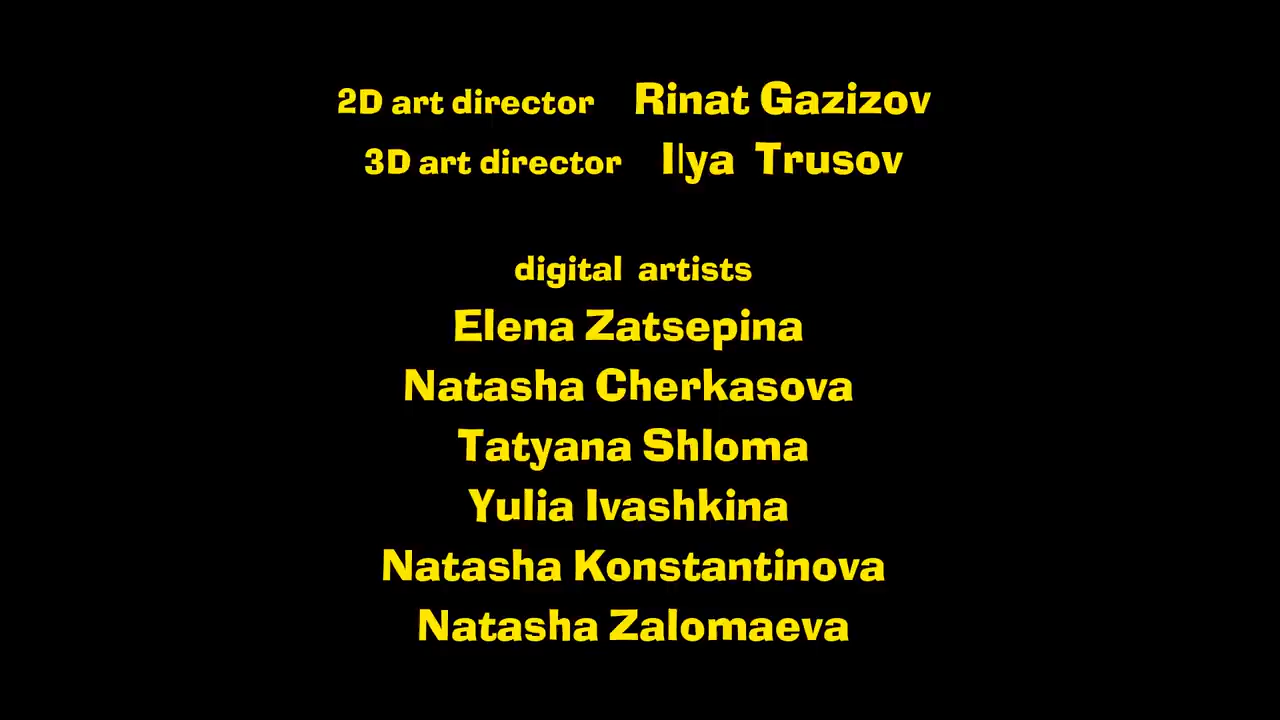 2D art director Rinat Gazizov
3D art director Ilya Trusov
digital artists
Elena Zatsepina
Natasha Cherkasova
Tatyana Shloma
Yulia Ivashkina
Natasha Konstantinova
Natasha Zalomaeva